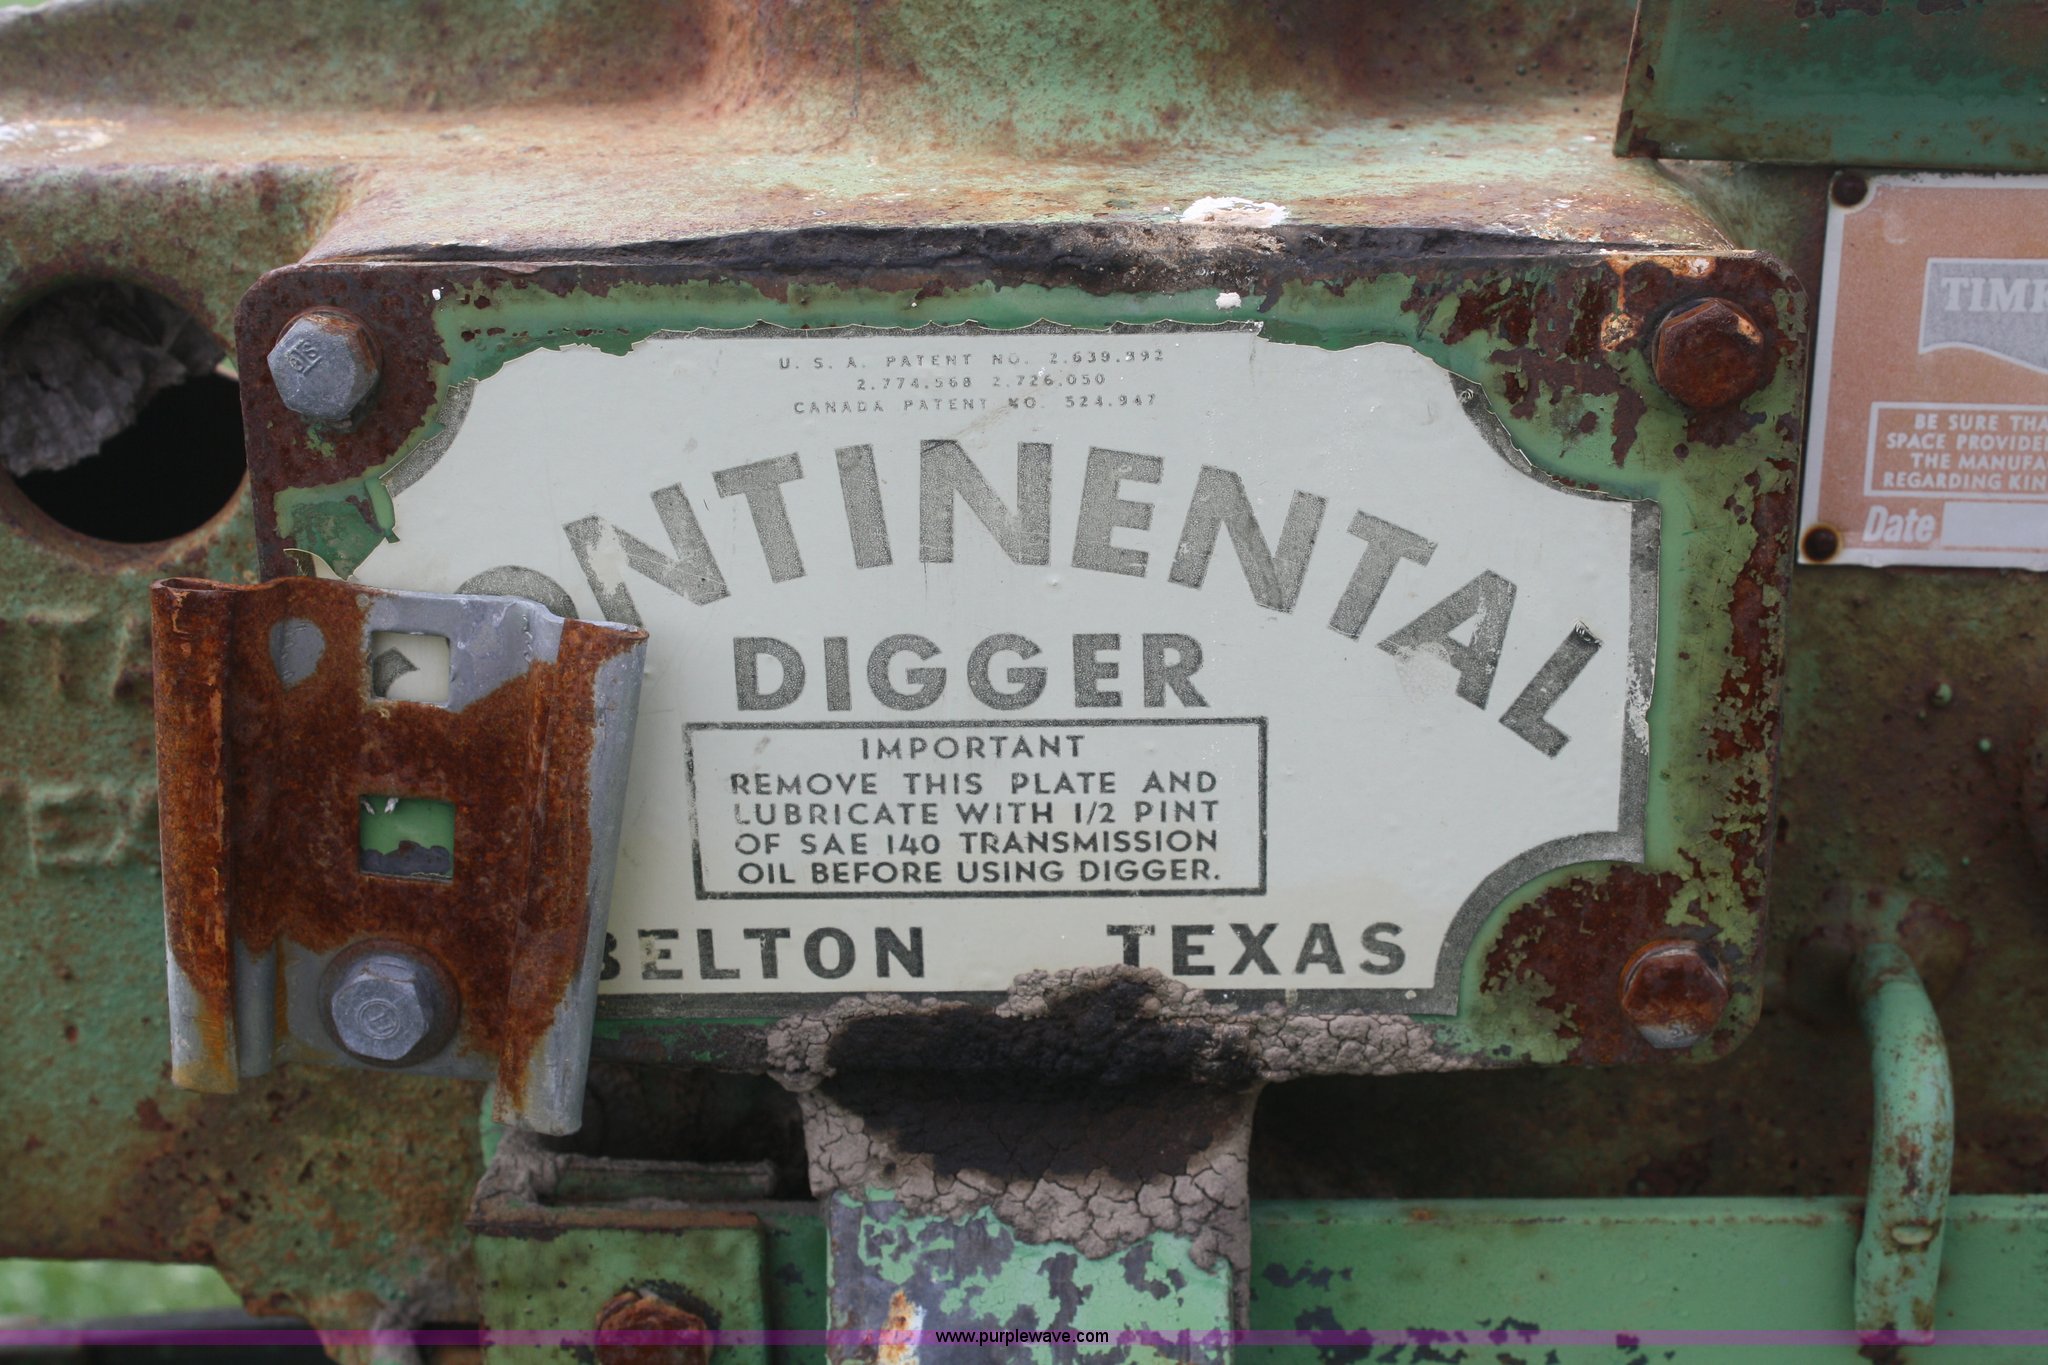 U. S. A. PATENT NO. 2.639.992
2.774.568 2.726.050
CANADA PATENT NO. 524.947
ONTINENTAL
DIGGER
IMPORTANT
REMOVE THIS PLATE AND
LUBRICATE WITH 1/2 PINT
OF SAE 140 TRANSMISSION
OIL BEFORE USING DIGGER.
BELTON TEXAS
TIMK
BE SURE THA
SPACE PROVIDE
THE MANUFA
REGARDING KIN
Date
www.purplewave.com